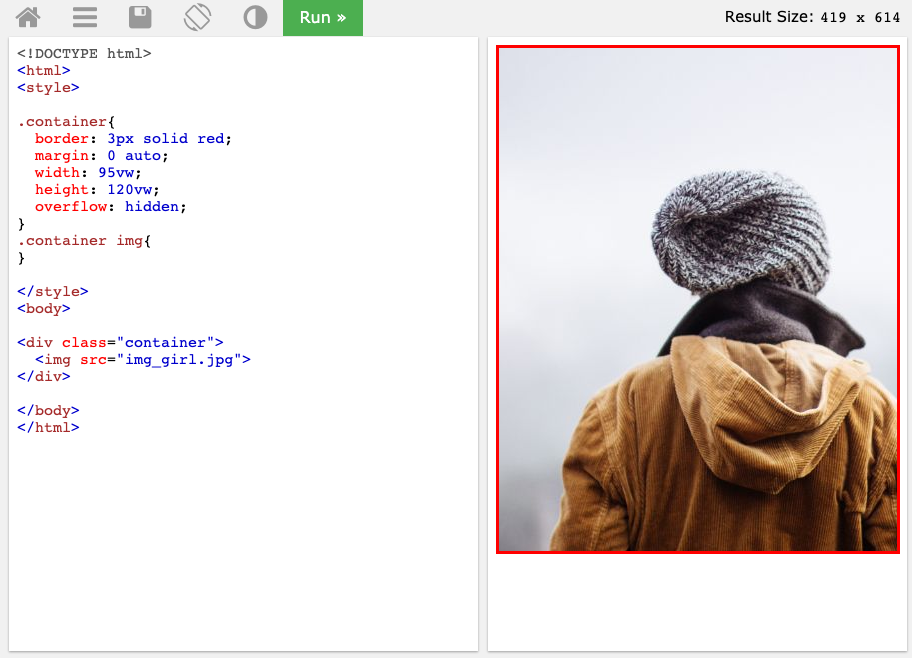 Run »
Result Size: 419 x 614
<!DOCTYPE html>
<html>
<style>
.container{
  border: 3px solid red;
  margin: 0 auto;
  width: 95vw;
  height: 120vw;
  overflow: hidden;
}
.container img{
}
</style>
<body>
<div class="container">
  <img src="img_girl.jpg">
</div>
</body>
</html>